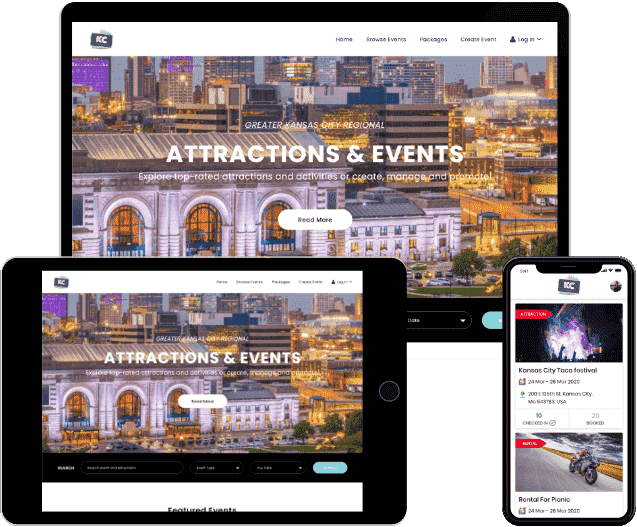 KC
Home Browse Events Packages Create Event Log In
GREATER KANSAS CITY REGIONAL
ATTRACTIONS & EVENTS
Explore top-rated attractions and activities or create, manage and promote!
Read More
Date
KC
Home Browse Events Packages Create Event Log In
GREATER KANSAS CITY REGIONAL
ATTRACTIONS & EVENTS
Explore top-rated attractions and activities or create, manage and promote!
Read More
SEARCH Event Type Any Date
Featured Events
9:41
KC
ATTRACTION
Kansas City Taco festival
24 Mar - 26 Mar 2020
200 E 135th St. Kansas City,
Mo 643783, USA
10 20
CHECKED IN BOOKED
RENTAL
Rental For Picnic
24 Mar - 26 Mar 2020